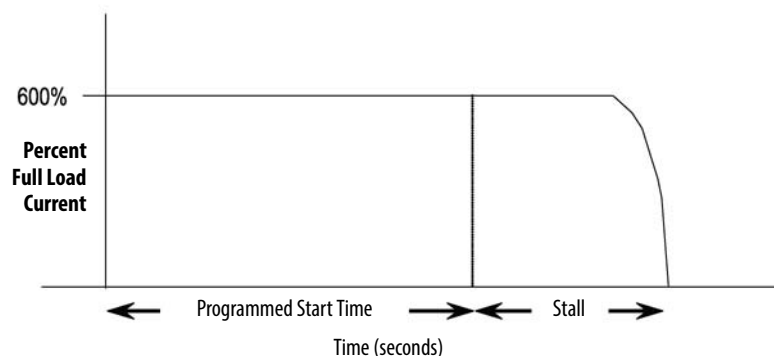 600%
Percent
Full Load
Current
Programmed Start Time
Stall
Time (seconds)